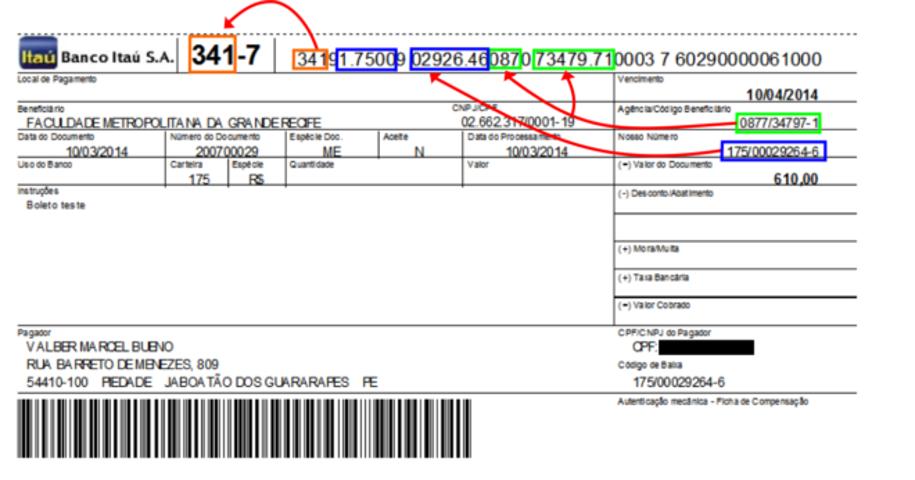 Itaú Banco Itaú S.A. 341-7 34191.75009 02926.460870 73479.710003 7 60290000061000
Local de Pagamento Vencimento
10/04/2014
Beneficiário CNPJ/CPF Agência/Código Beneficiário
FACULDADE METROPOLITANA DA GRANDE RECIFE 02.662.317/0001-19 0877/34797-1
Data do Documento Número do Documento Espécie Doc. Aceite Data do Processamento Nosso Número
10/03/2014 200700029 ME N 10/03/2014 175/00029264-6
Uso do Banco Carteira Espécie Quantidade Valor (=) Valor do Documento
175 R$ 610,00
Instruções (-) Desconto/Abatimento
Boleto teste
(+) Mora/Multa
(+) Taxa Bancária
(=) Valor Cobrado
Pagador CPF/CNPJ do Pagador
VALBER MARCEL BUENO CPF:
RUA BARRETO DE MENEZES, 809 Código de Baixa
54410-100 PIEDADE JABOATÃO DOS GUARARAPES PE 175/00029264-6
Autenticação mecânica - Ficha de Compensação